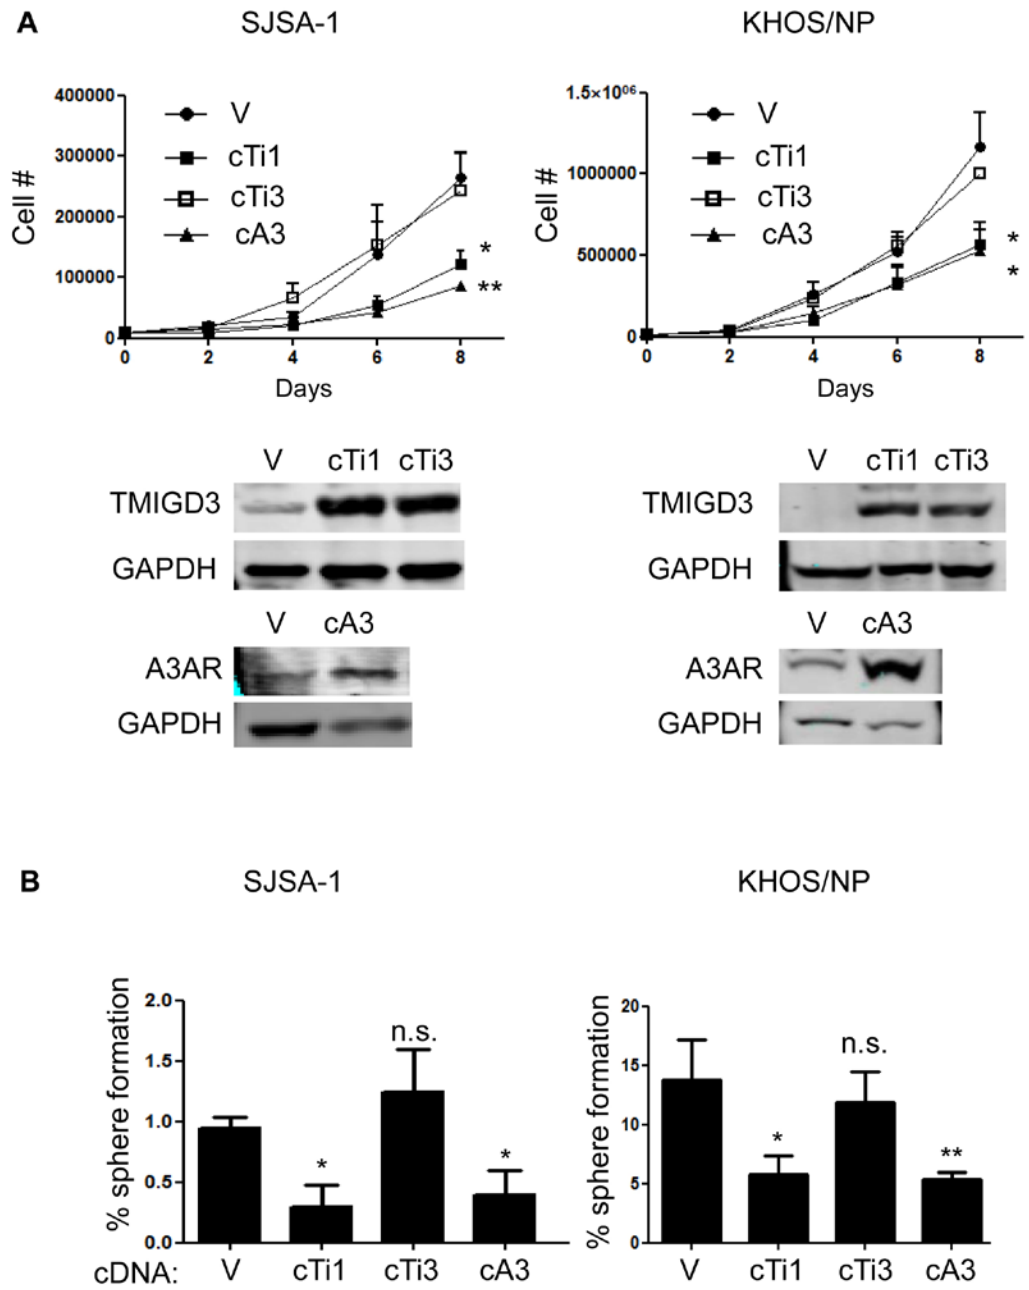 A SJSA-1 KHOS/NP
400000
300000
200000
100000
0
Cell #
V
cTi1
cTi3
cA3
*
**
0 2 4 6 8
Days
1.5×10⁰⁶
1000000
500000
0
Cell #
V
cTi1
cTi3
cA3
*
*
0 2 4 6 8
Days
V cTi1 cTi3
TMIGD3
GAPDH
V cA3
A3AR
GAPDH
V cTi1 cTi3
TMIGD3
GAPDH
V cA3
A3AR
GAPDH
B SJSA-1 KHOS/NP
% sphere formation
2.0
1.5
1.0
0.5
0.0
*
n.s.
*
cDNA: V cTi1 cTi3 cA3
% sphere formation
20
15
10
5
0
*
n.s.
**
V cTi1 cTi3 cA3